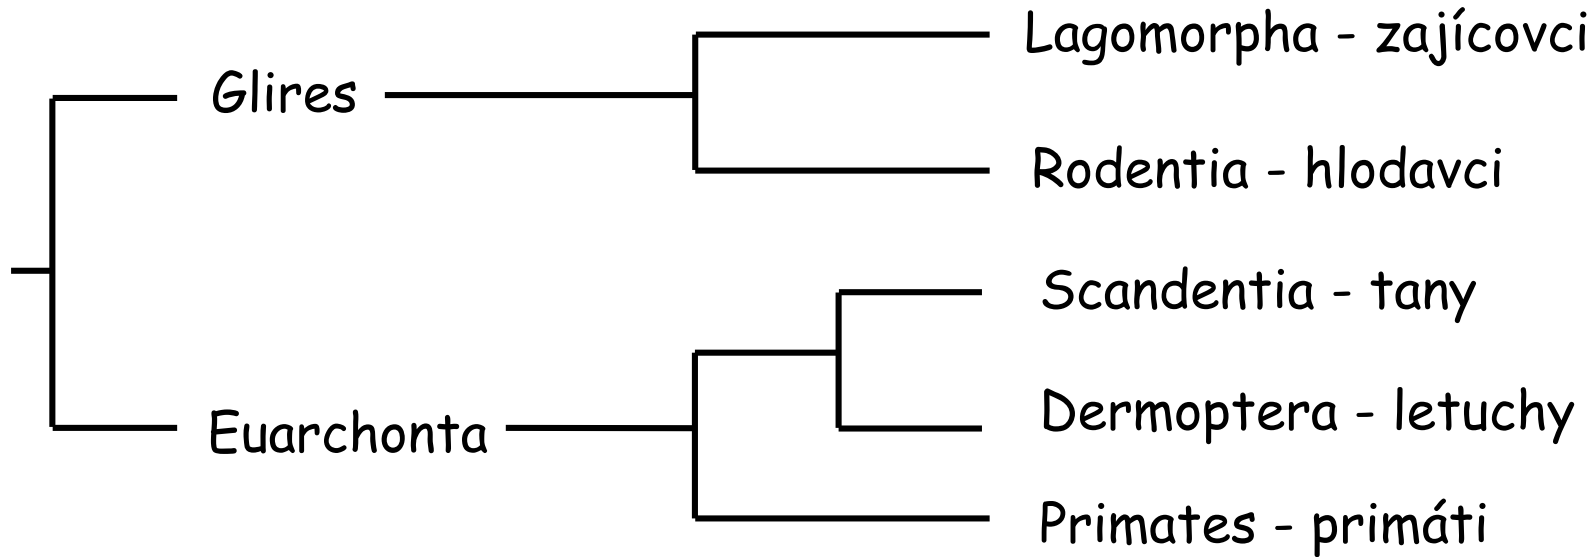 Lagomorpha - zajícovci
Glires
Rodentia - hlodavci
Scandentia - tany
Dermoptera - letuchy
Euarchonta
Primates - primáti